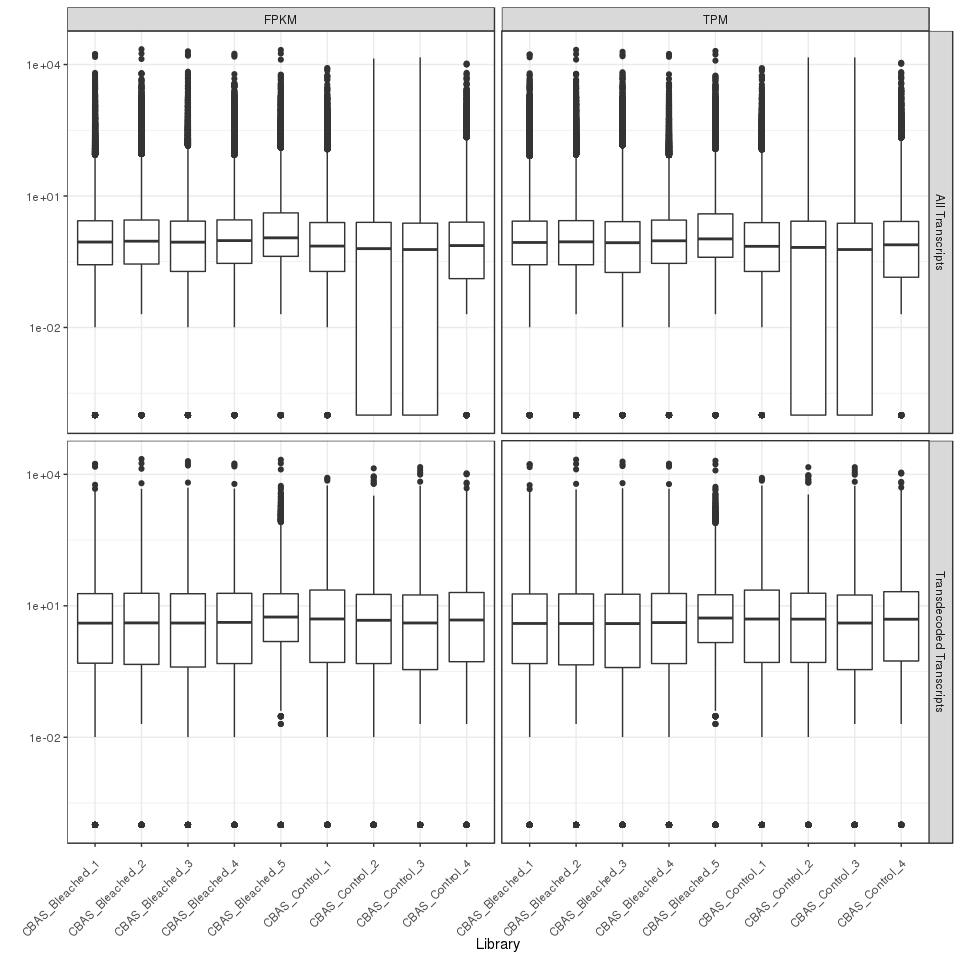 FPKM
TPM
1e+04
1e+01
1e-02
All Transcripts
1e+04
1e+01
1e-02
Transdecoded Transcripts
CBAS_Bleached_1
CBAS_Bleached_2
CBAS_Bleached_3
CBAS_Bleached_4
CBAS_Bleached_5
CBAS_Control_1
CBAS_Control_2
CBAS_Control_3
CBAS_Control_4
CBAS_Bleached_1
CBAS_Bleached_2
CBAS_Bleached_3
CBAS_Bleached_4
CBAS_Bleached_5
CBAS_Control_1
CBAS_Control_2
CBAS_Control_3
CBAS_Control_4
Library